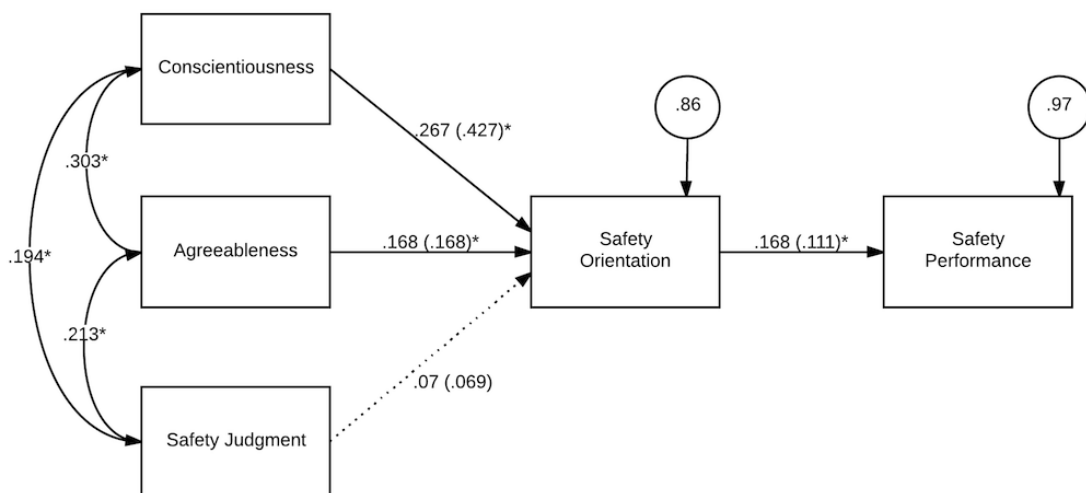 Conscientiousness
.86
.97
.267 (.427)*
.303*
Agreeableness
.168 (.168)*
Safety
Orientation
.168 (.111)*
Safety
Performance
.194*
.213*
.07 (.069)
Safety Judgment